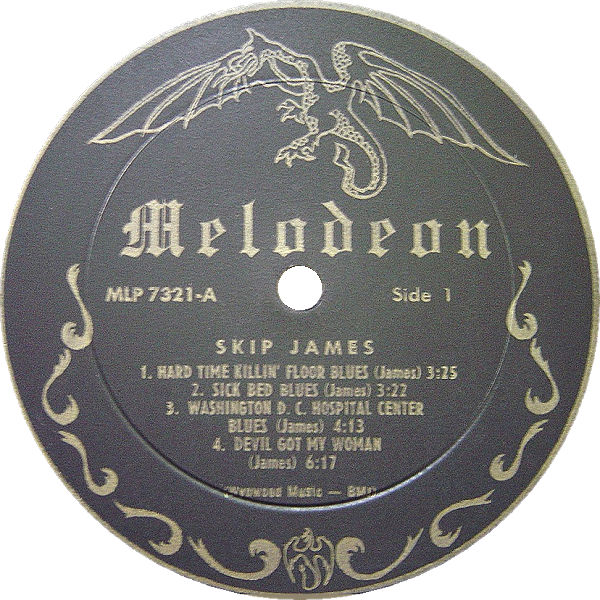 Melodeon
MLP 7321-A
Side 1
SKIP JAMES
1. HARD TIME KILLIN' FLOOR BLUES (James) 3:25
2. SICK BED BLUES (James) 3:22
3. WASHINGTON D. C. HOSPITAL CENTER
BLUES (James) 4:13
4. DEVIL GOT MY WOMAN
(James) 6:17
(Wynwood Music — BMI)